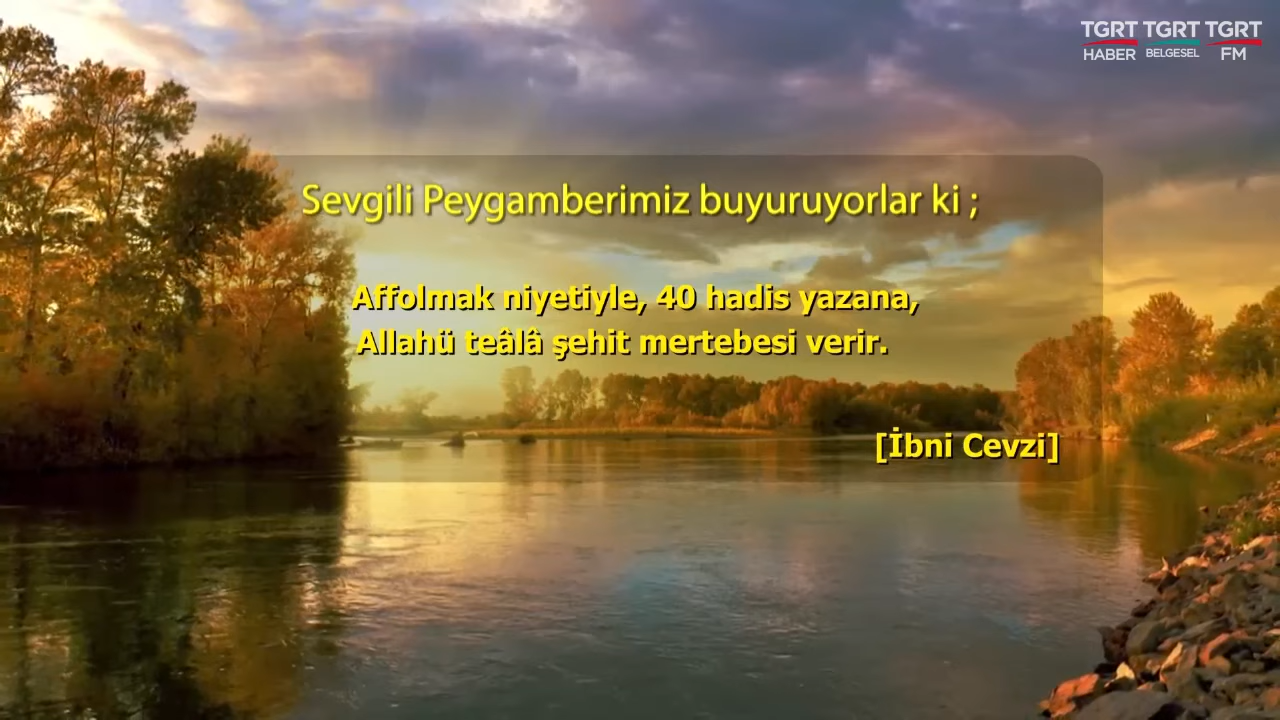 TGRT TGRT TGRT
HABER BELGESEL FM
Sevgili Peygamberimiz buyuruyorlar ki ;
Affolmak niyetiyle, 40 hadis yazana,
Allahü teâlâ şehit mertebesi verir.
[İbni Cevzi]